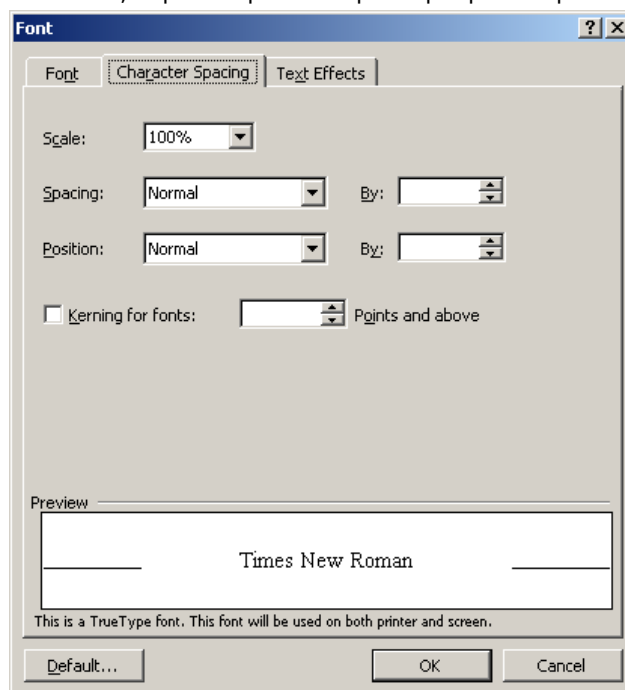 Font
Font Character Spacing Text Effects
Scale: 100%
Spacing: Normal By:
Position: Normal By:
Kerning for fonts: Points and above
Preview
Times New Roman
This is a TrueType font. This font will be used on both printer and screen.
Default... OK Cancel